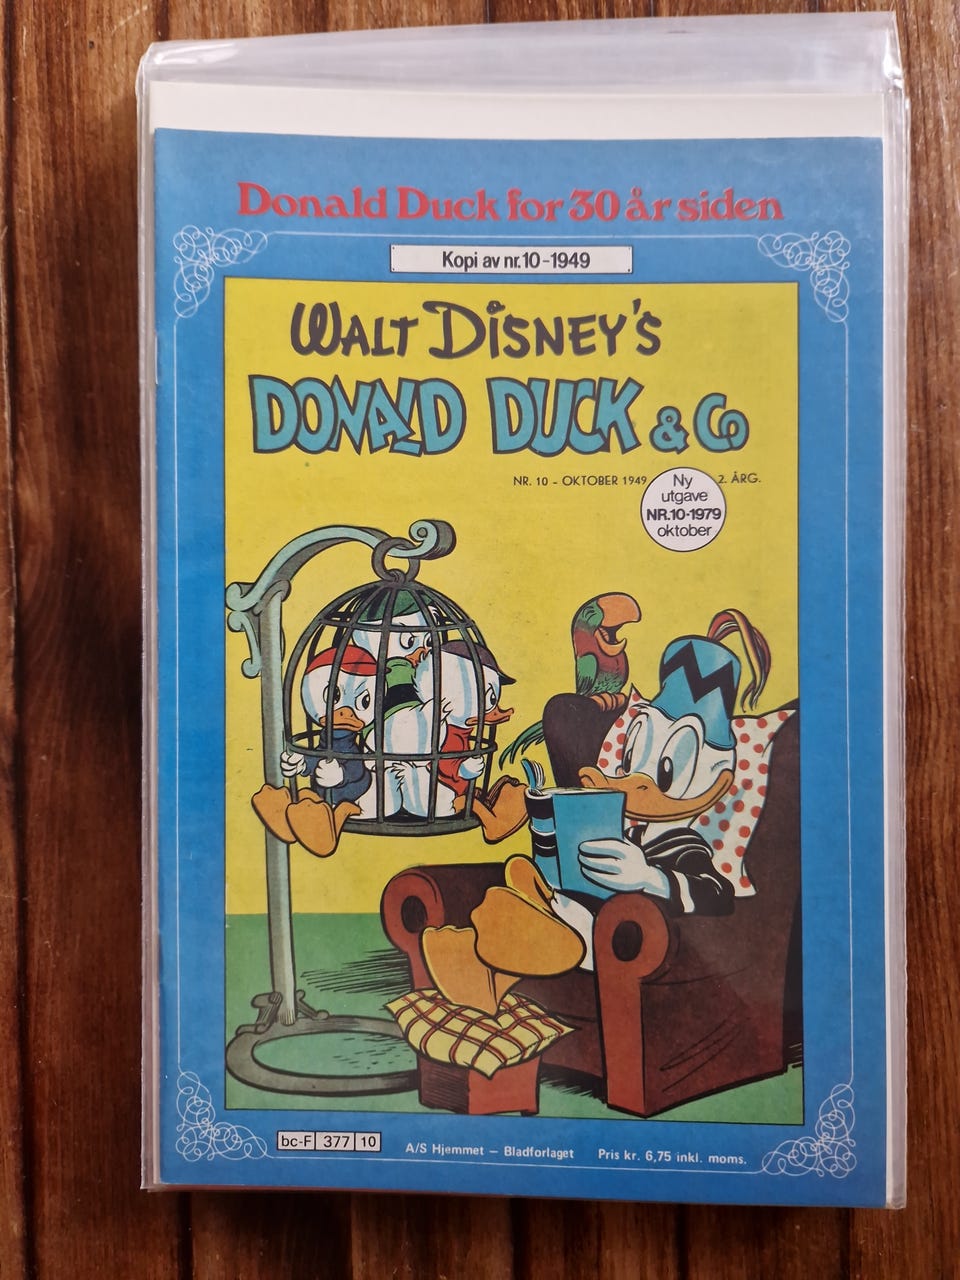 Donald Duck for 30 år siden
Kopi av nr. 10-1949
WALT DISNEY'S
DONALD DUCK & Co
NR. 10 - OKTOBER 1949
2. ÅRG.
Ny
utgave
NR.10-1979
oktober
bc-F 377 10
A/S Hjemmet — Bladforlaget
Pris kr. 6,75 inkl. moms.